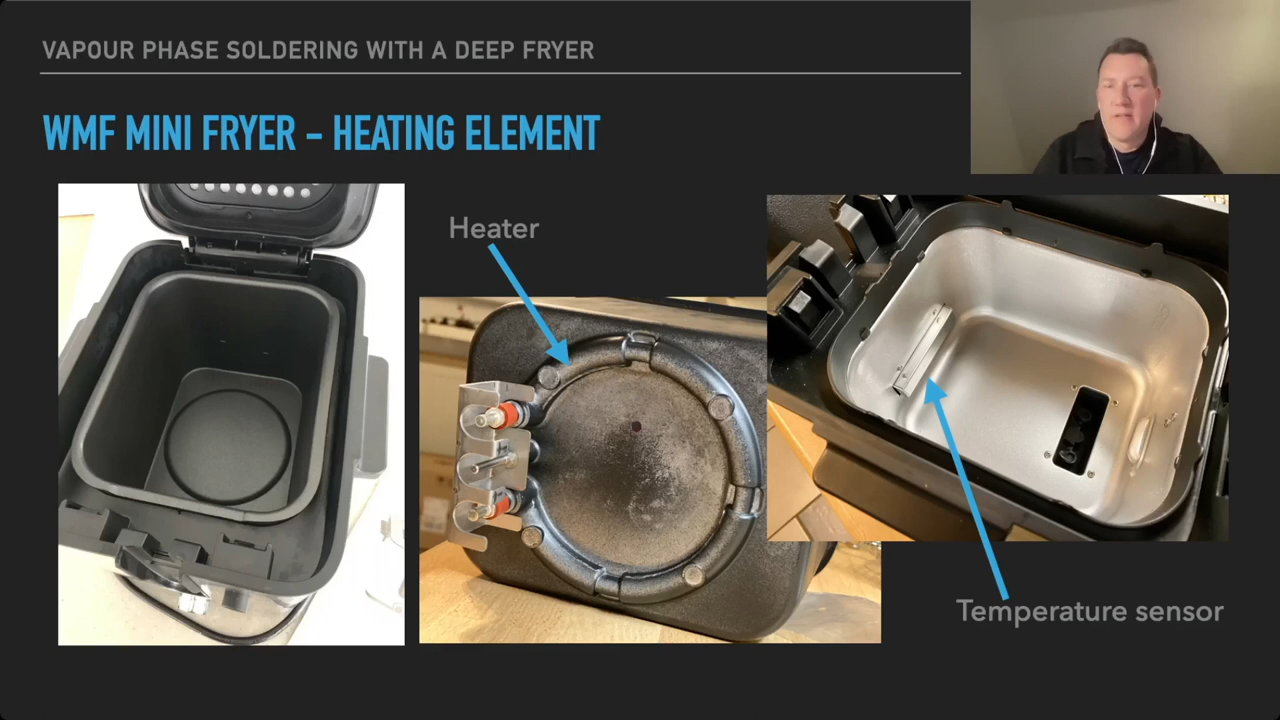 VAPOUR PHASE SOLDERING WITH A DEEP FRYER
WMF MINI FRYER - HEATING ELEMENT
Heater
Temperature sensor